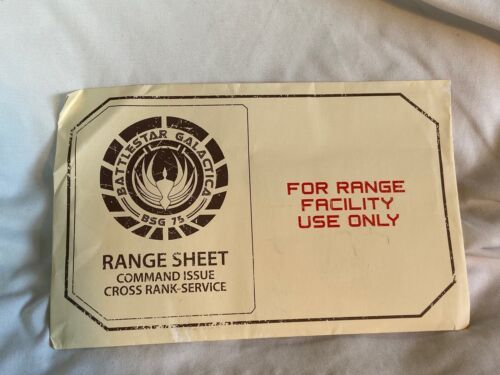 BATTLESTAR GALACTICA
BSG 75
RANGE SHEET
COMMAND ISSUE
CROSS RANK-SERVICE
FOR RANGE
FACILITY
USE ONLY